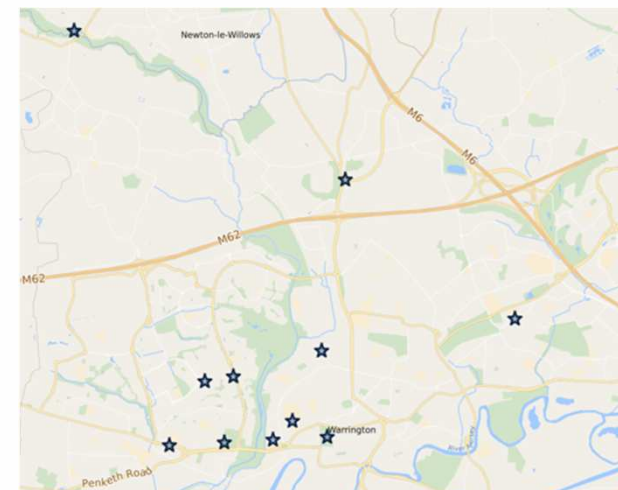 Newton-le-Willows
M6
M6
M62
M62
Warrington
River Mersey
Penketh Road